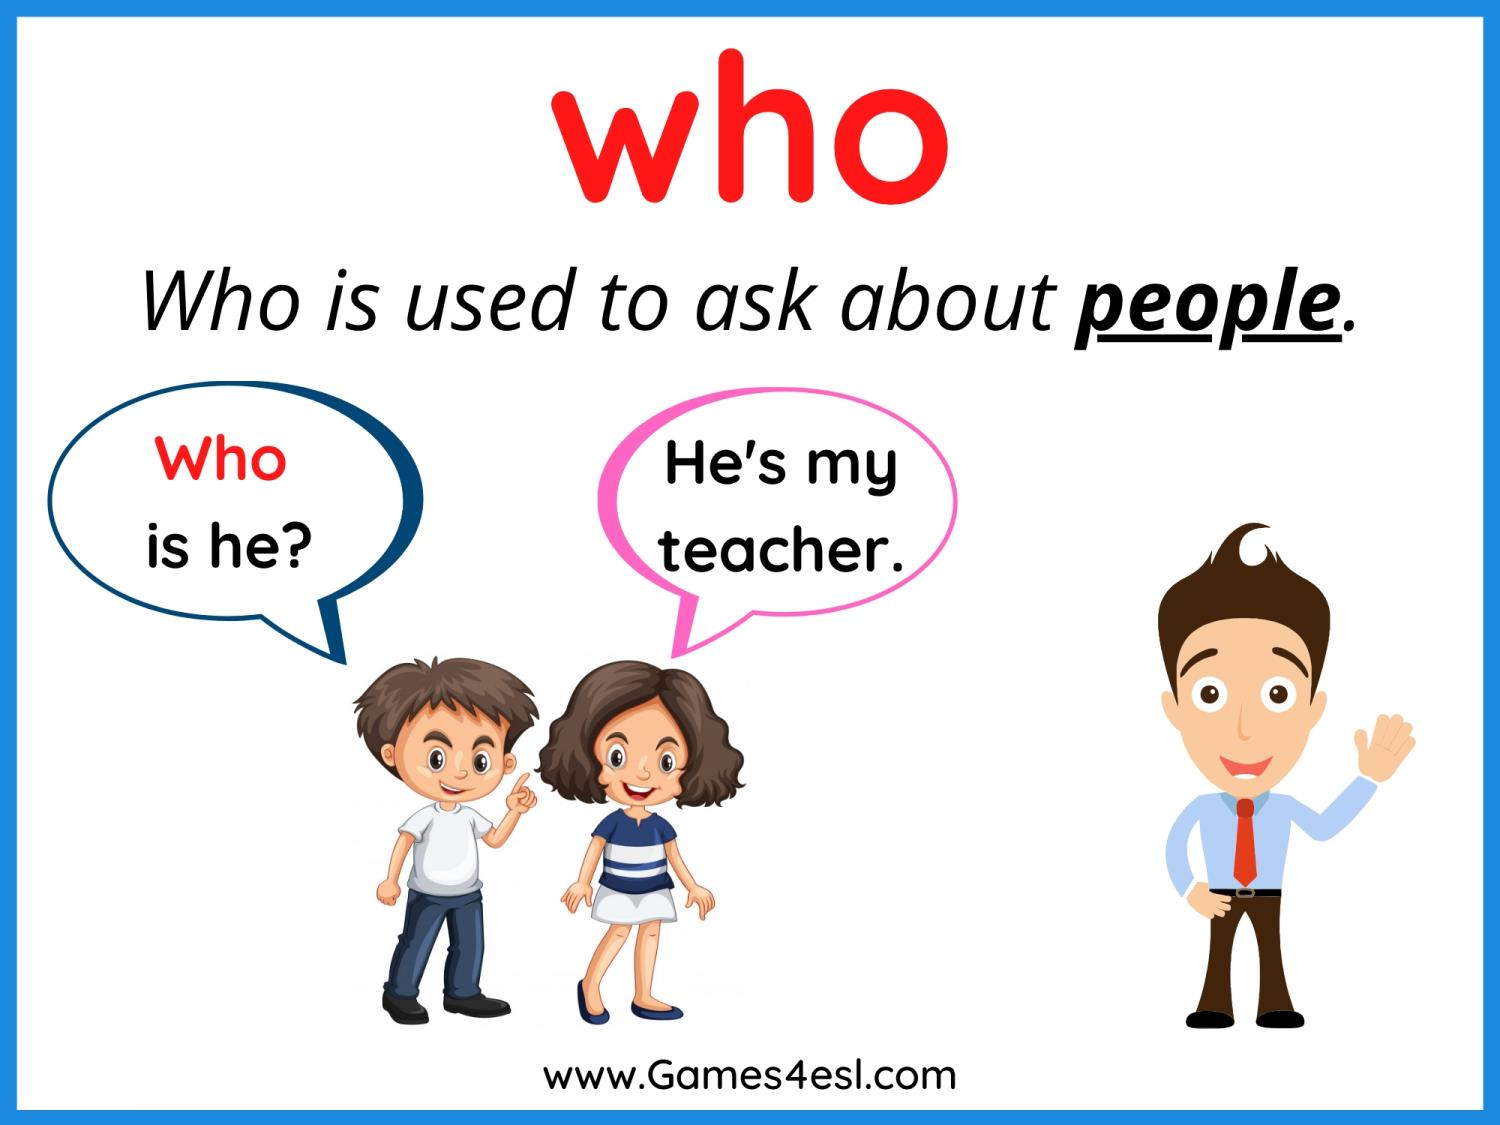 who
Who is used to ask about people.
Who
is he?
He's my
teacher.
www.Games4esl.com